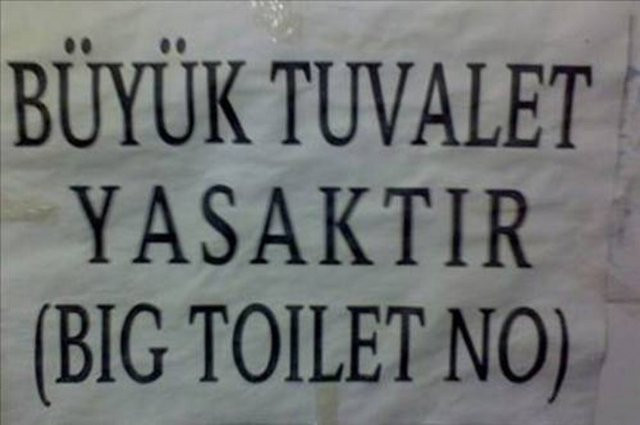 BÜYÜK TUVALET
YASAKTIR
(BIG TOILET NO)